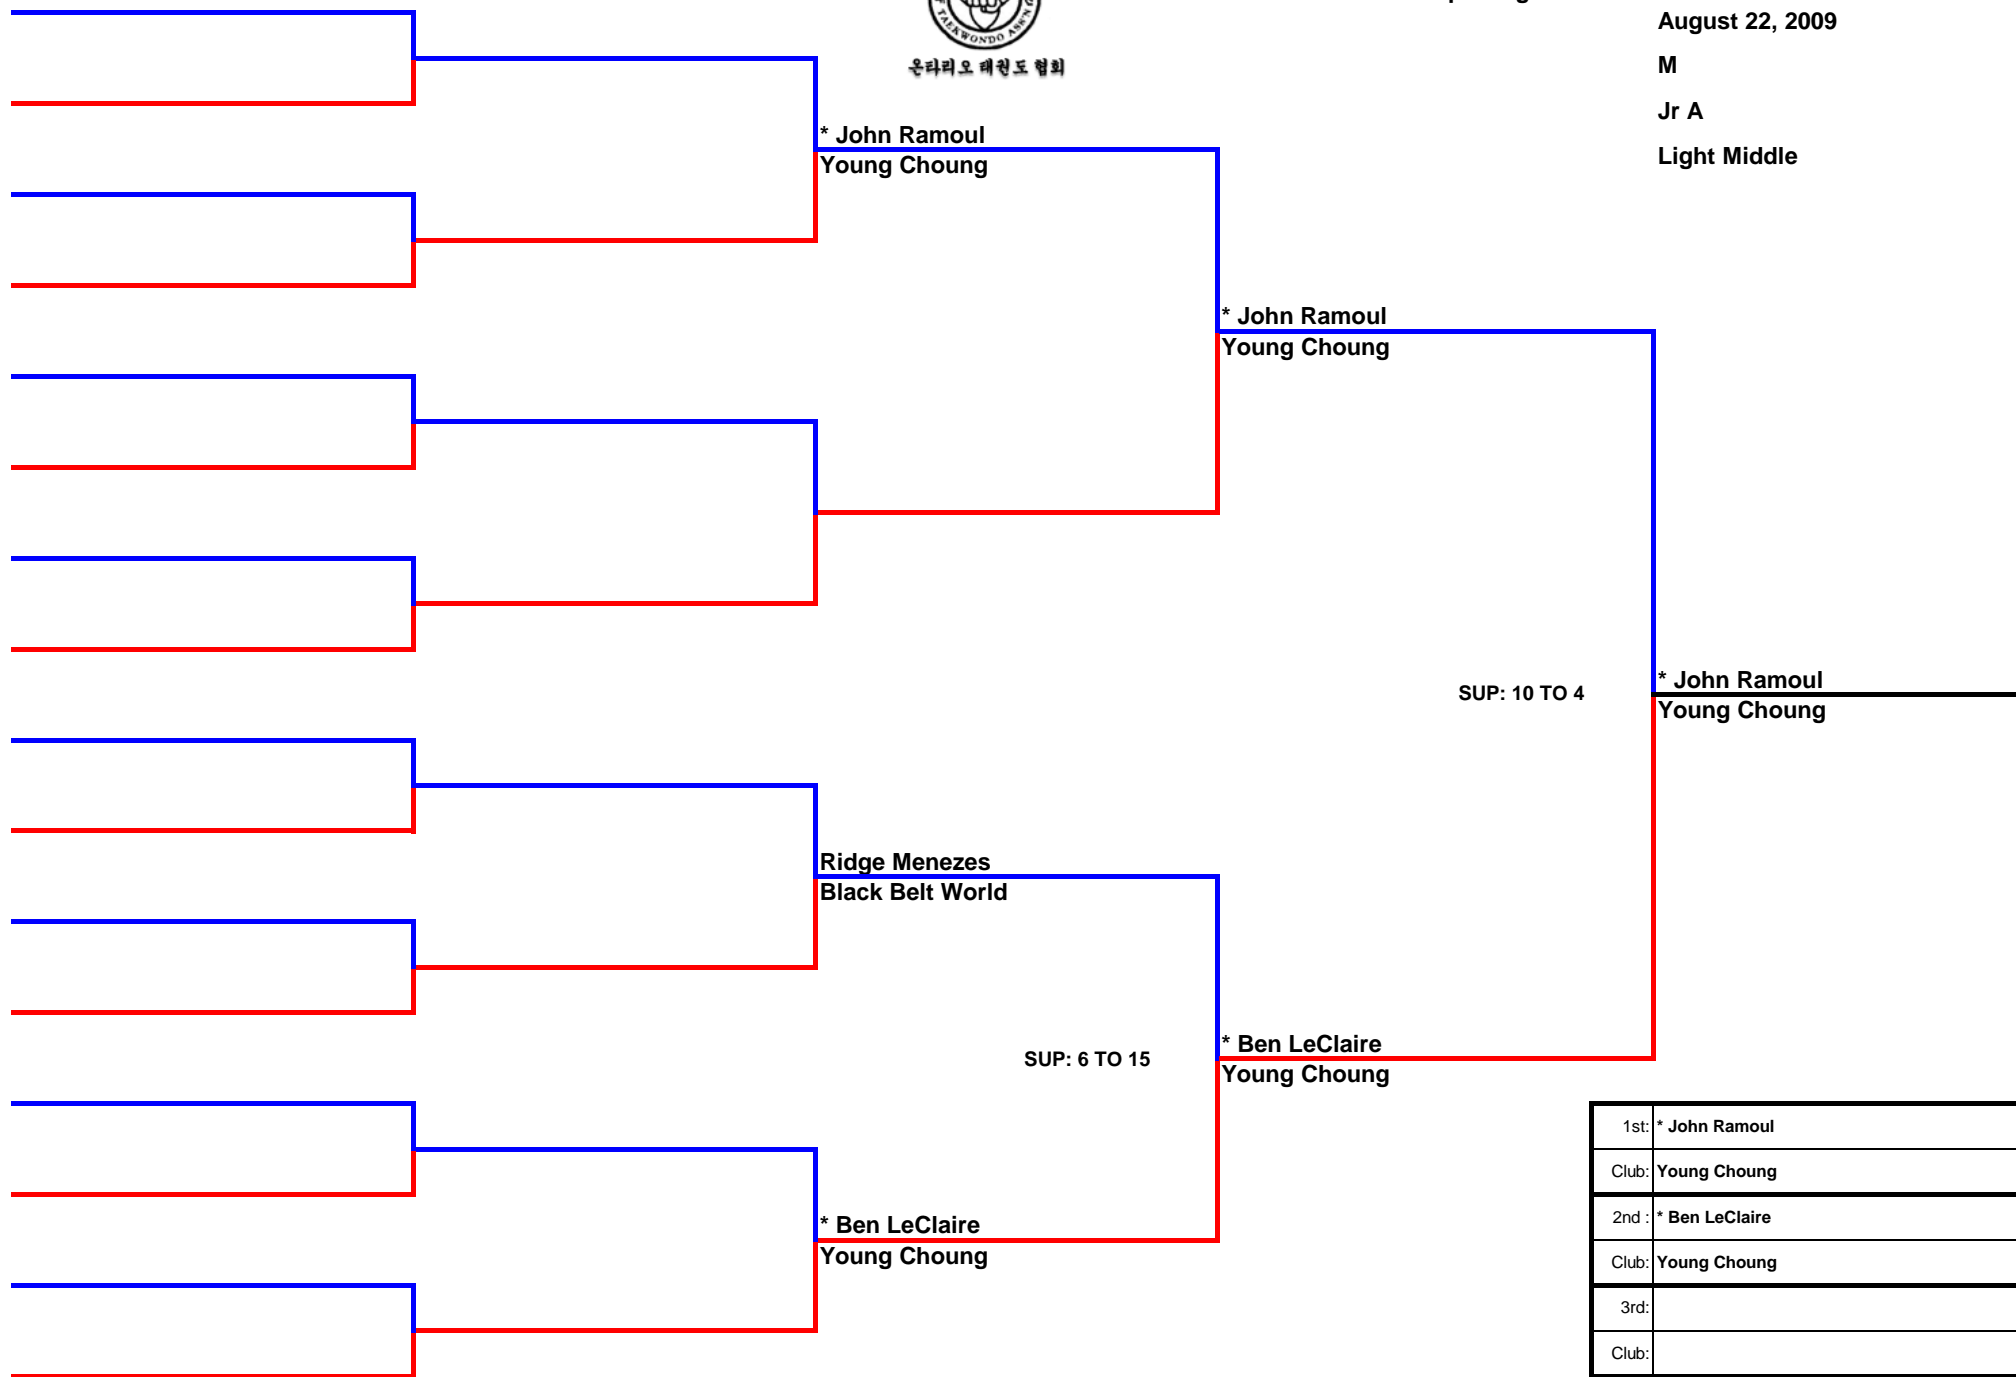 TAEKWONDO ASS'N
온타리오 태권도 협회
August 22, 2009
M
Jr A
Light Middle
* John Ramoul
Young Choung
* John Ramoul
Young Choung
SUP: 10 TO 4
* John Ramoul
Young Choung
Ridge Menezes
Black Belt World
SUP: 6 TO 15
* Ben LeClaire
Young Choung
* Ben LeClaire
Young Choung
1st: * John Ramoul
Club: Young Choung
2nd : * Ben LeClaire
Club: Young Choung
3rd:
Club: